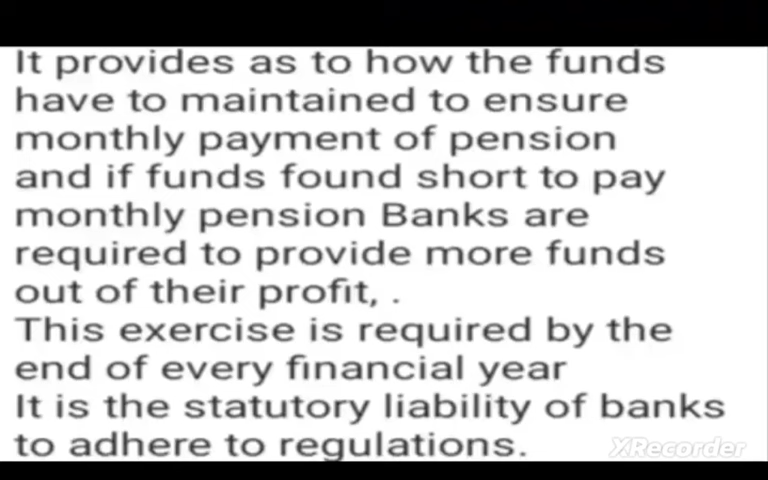 It provides as to how the funds
have to maintained to ensure
monthly payment of pension
and if funds found short to pay
monthly pension Banks are
required to provide more funds
out of their profit, .
This exercise is required by the
end of every financial year
It is the statutory liability of banks
to adhere to regulations.
XRecorder